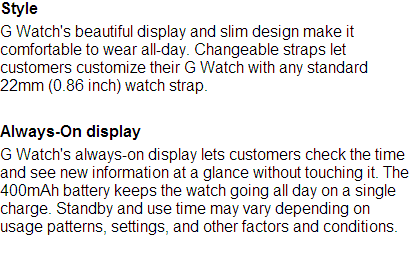 Style
G Watch's beautiful display and slim design make it
comfortable to wear all-day. Changeable straps let
customers customize their G Watch with any standard
22mm (0.86 inch) watch strap.
Always-On display
G Watch's always-on display lets customers check the time
and see new information at a glance without touching it. The
400mAh battery keeps the watch going all day on a single
charge. Standby and use time may vary depending on
usage patterns, settings, and other factors and conditions.